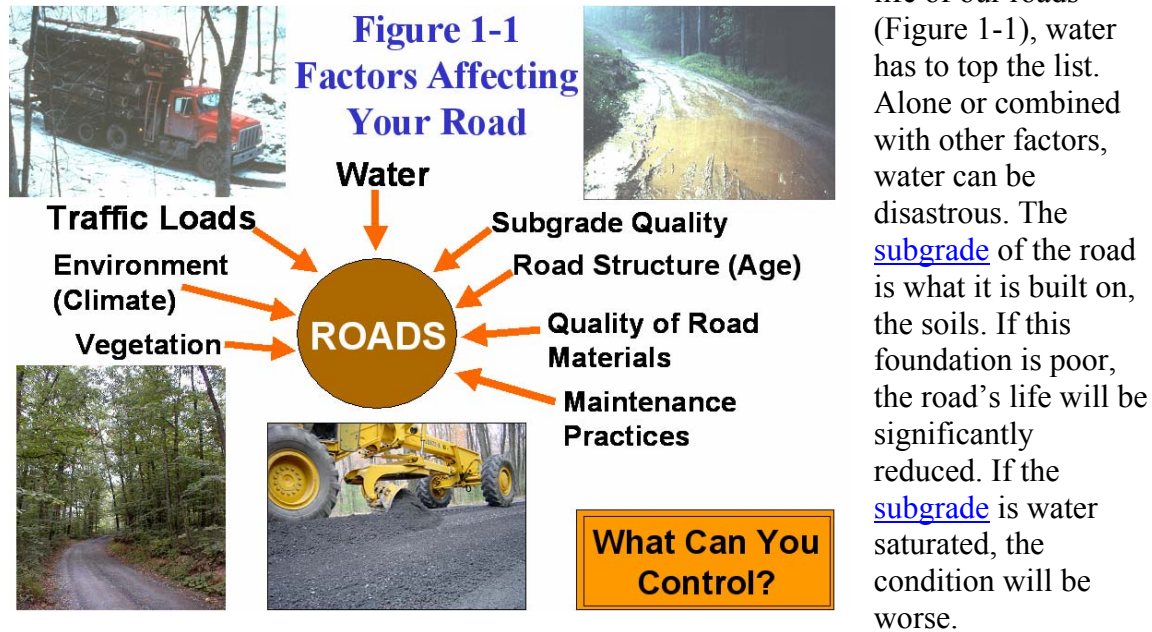 Figure 1-1
Factors Affecting
Your Road
Water
Traffic Loads
Subgrade Quality
Environment
(Climate)
Road Structure (Age)
Vegetation
ROADS
Quality of Road
Materials
Maintenance
Practices
What Can You
Control?
life of our roads
(Figure 1-1), water
has to top the list.
Alone or combined
with other factors,
water can be
disastrous. The
subgrade of the road
is what it is built on,
the soils. If this
foundation is poor,
the road’s life will be
significantly
reduced. If the
subgrade is water
saturated, the
condition will be
worse.